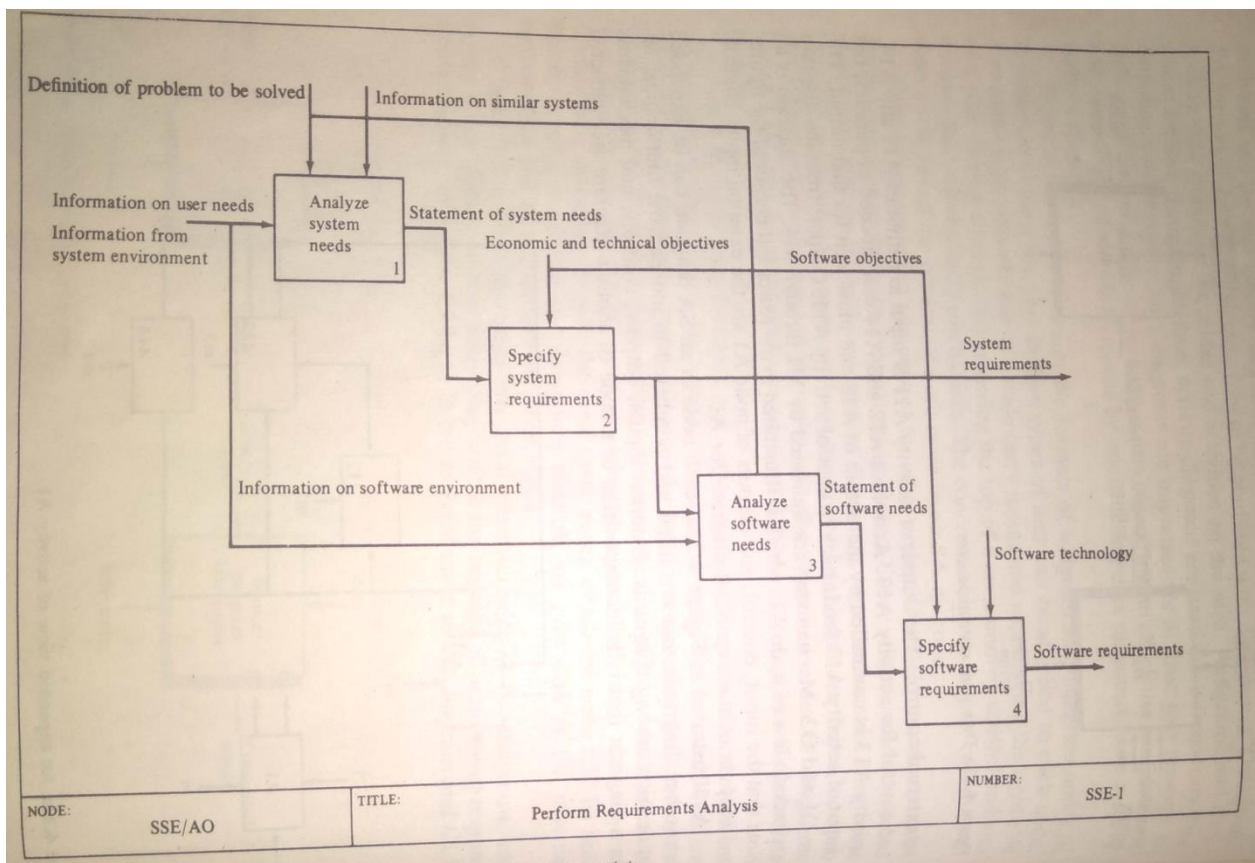 Definition of problem to be solved
Information on similar systems
Information on user needs
Information from
system environment
Analyze
system
needs
1
Statement of system needs
Economic and technical objectives
Software objectives
Specify
system
requirements
2
System
requirements
Information on software environment
Analyze
software
needs
3
Statement of
software needs
Software technology
Specify
software
requirements
4
Software requirements
NODE:
SSE/AO
TITLE:
Perform Requirements Analysis
NUMBER:
SSE-1